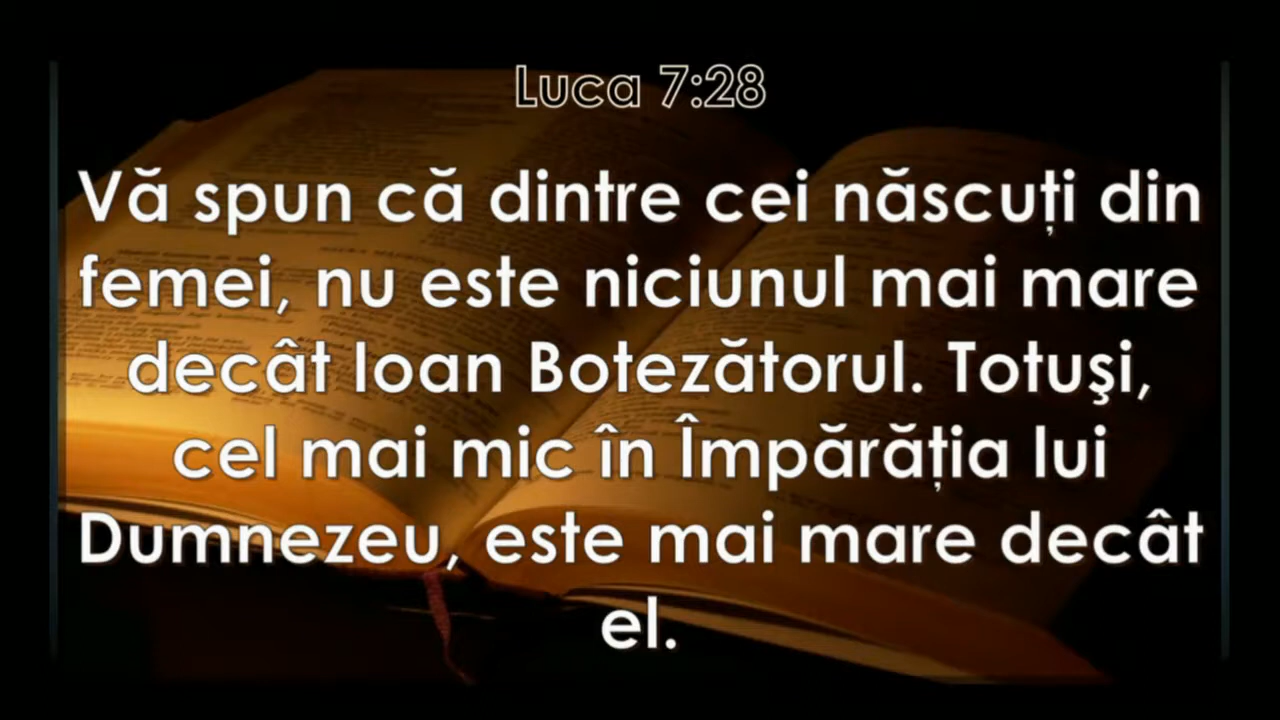 Luca 7:28
Vă spun că dintre cei născuți din
femei, nu este niciunul mai mare
decât Ioan Botezătorul. Totuşi,
cel mai mic în Împărăția lui
Dumnezeu, este mai mare decât
el.